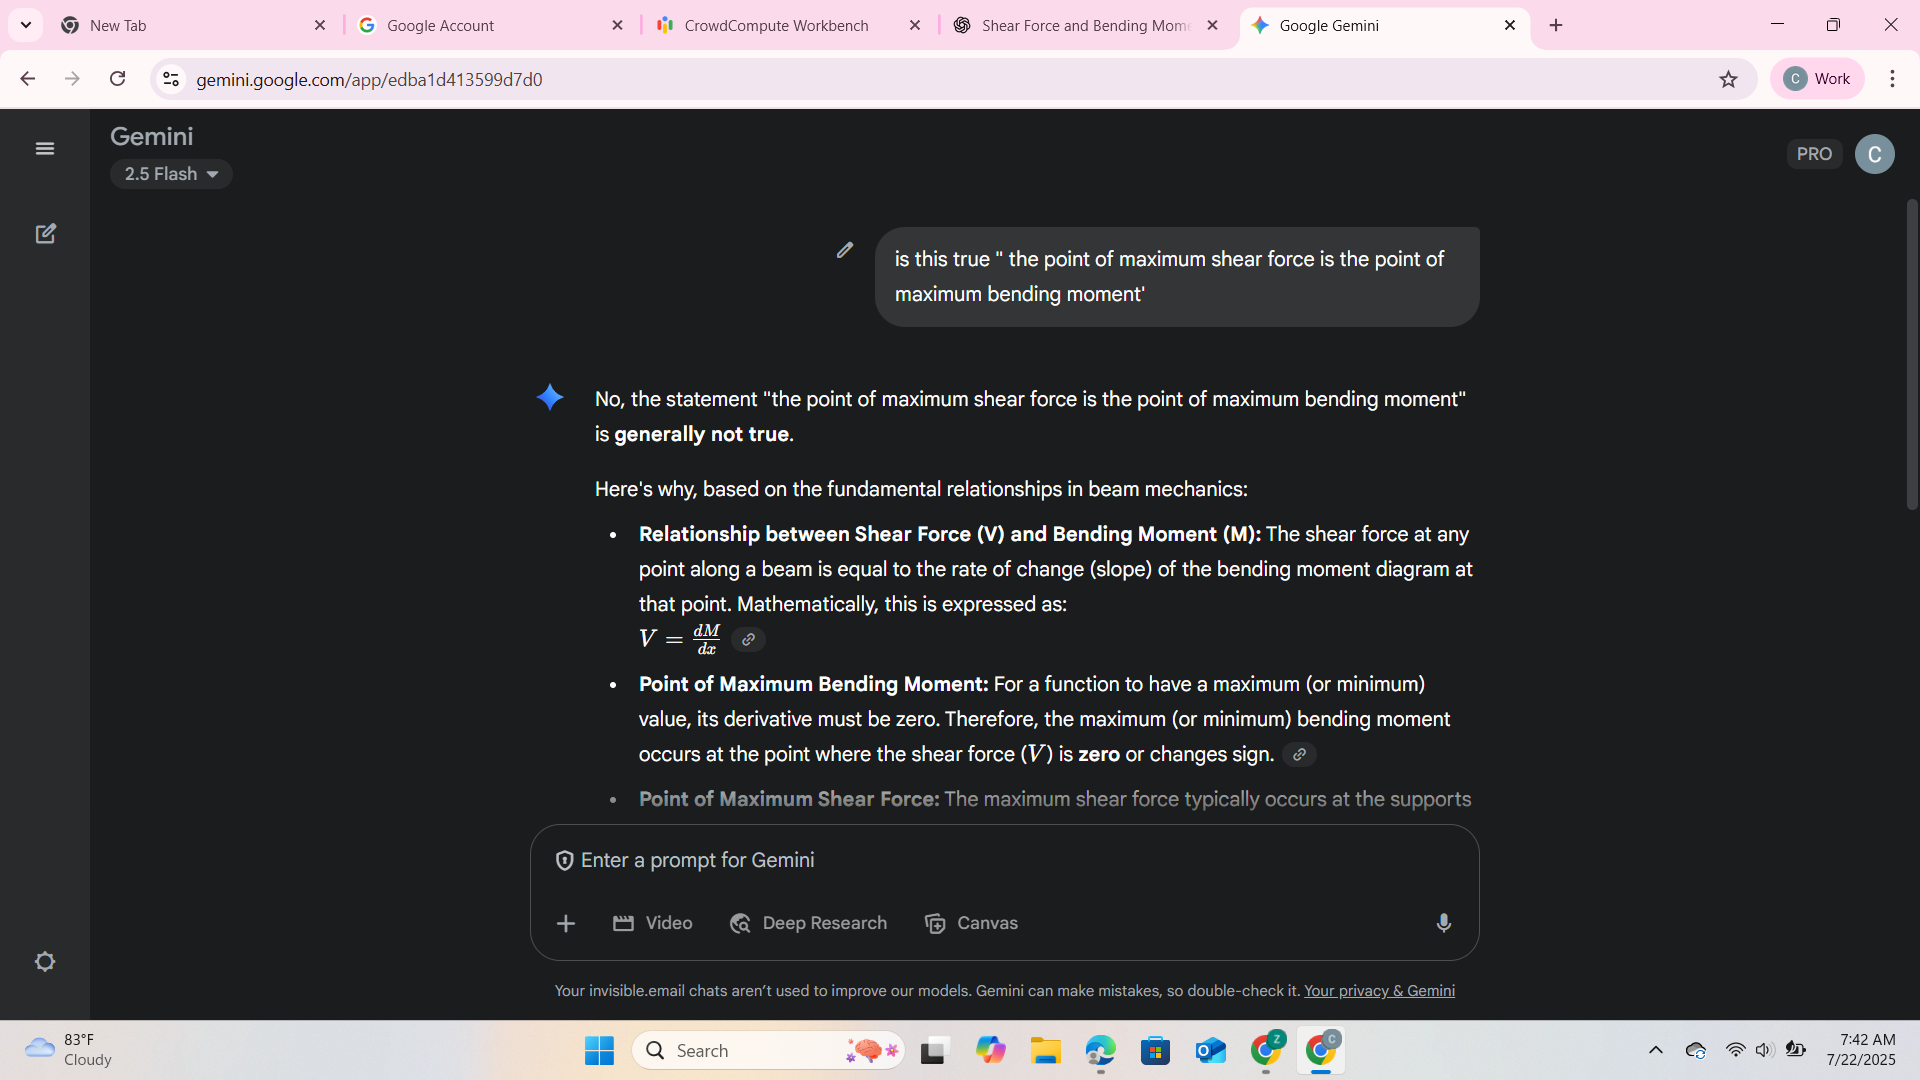 New Tab
Google Account
CrowdCompute Workbench
Shear Force and Bending Mome
Google Gemini
gemini.google.com/app/edba1d413599d7d0
C Work
Gemini
2.5 Flash
PRO
C
is this true " the point of maximum shear force is the point of
maximum bending moment'
No, the statement "the point of maximum shear force is the point of maximum bending moment"
is generally not true.
Here's why, based on the fundamental relationships in beam mechanics:
• Relationship between Shear Force (V) and Bending Moment (M): The shear force at any
point along a beam is equal to the rate of change (slope) of the bending moment diagram at
that point. Mathematically, this is expressed as:
V = dM/dx
• Point of Maximum Bending Moment: For a function to have a maximum (or minimum)
value, its derivative must be zero. Therefore, the maximum (or minimum) bending moment
occurs at the point where the shear force (V) is zero or changes sign.
• Point of Maximum Shear Force: The maximum shear force typically occurs at the supports
Enter a prompt for Gemini
Video
Deep Research
Canvas
Your invisible.email chats aren’t used to improve our models. Gemini can make mistakes, so double-check it. Your privacy & Gemini
83°F
Cloudy
Search
Z
C
7:42 AM
7/22/2025